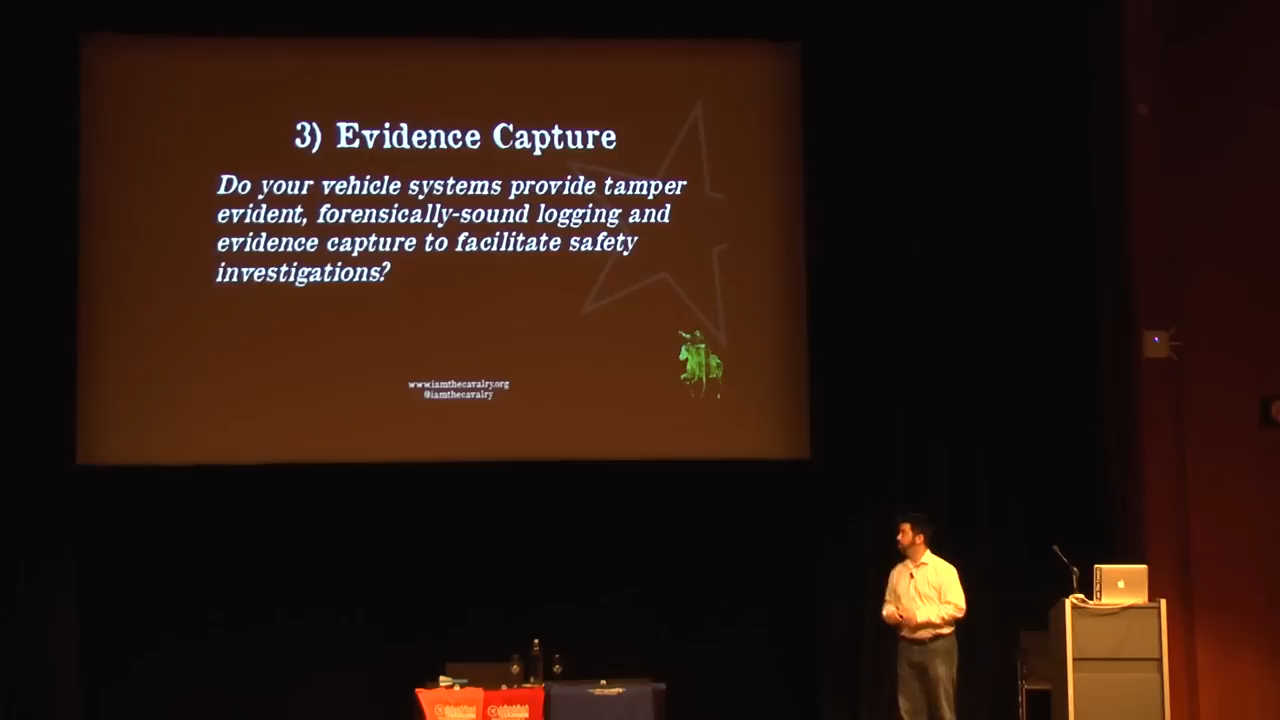 3) Evidence Capture
Do your vehicle systems provide tamper
evident, forensically-sound logging and
evidence capture to facilitate safety
investigations?
www.iamthecavalry.org
@iamthecavalry